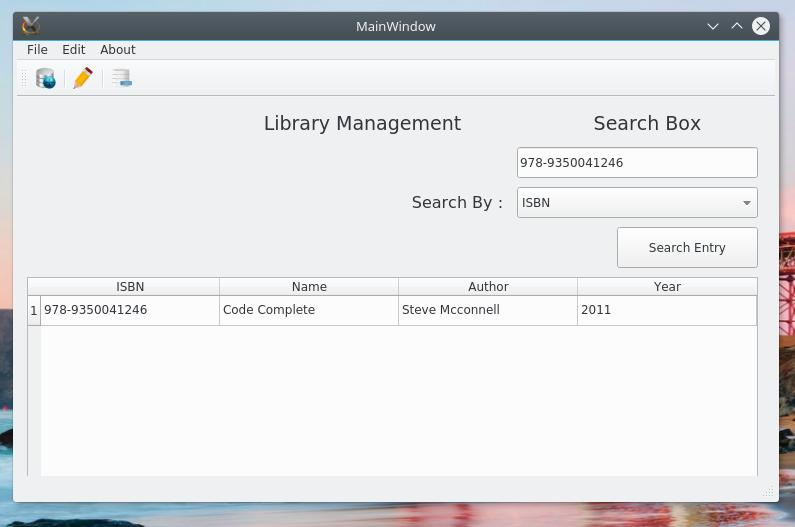 MainWindow
File Edit About
Library Management Search Box
978-9350041246
Search By : ISBN
Search Entry
ISBN Name Author Year
1 978-9350041246 Code Complete Steve Mcconnell 2011